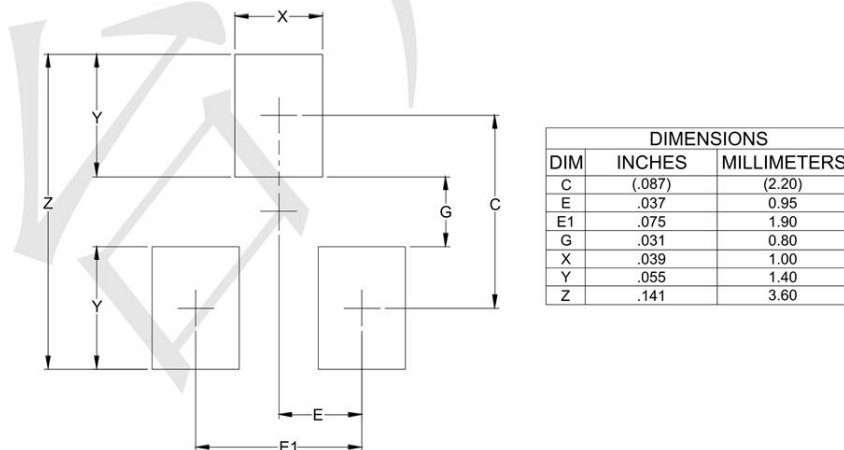 X
Y
Z
G
C
Y
E
E1
DIMENSIONS
DIM INCHES MILLIMETERS
C (.087) (2.20)
E .037 0.95
E1 .075 1.90
G .031 0.80
X .039 1.00
Y .055 1.40
Z .141 3.60